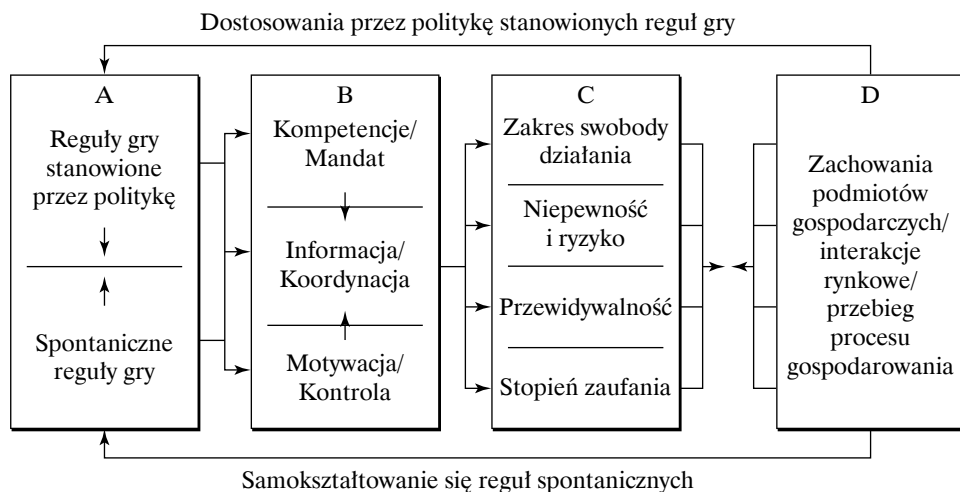 Dostosowania przez politykę stanowionych reguł gry
A
Reguły gry
stanowione
przez politykę
Spontaniczne
reguły gry
B
Kompetencje/
Mandat
Informacja/
Koordynacja
Motywacja/
Kontrola
C
Zakres swobody
działania
Niepewność
i ryzyko
Przewidywalność
Stopień zaufania
D
Zachowania
podmiotów
gospodarczych/
interakcje
rynkowe/
przebieg
procesu
gospodarowania
Samokształtowanie się reguł spontanicznych